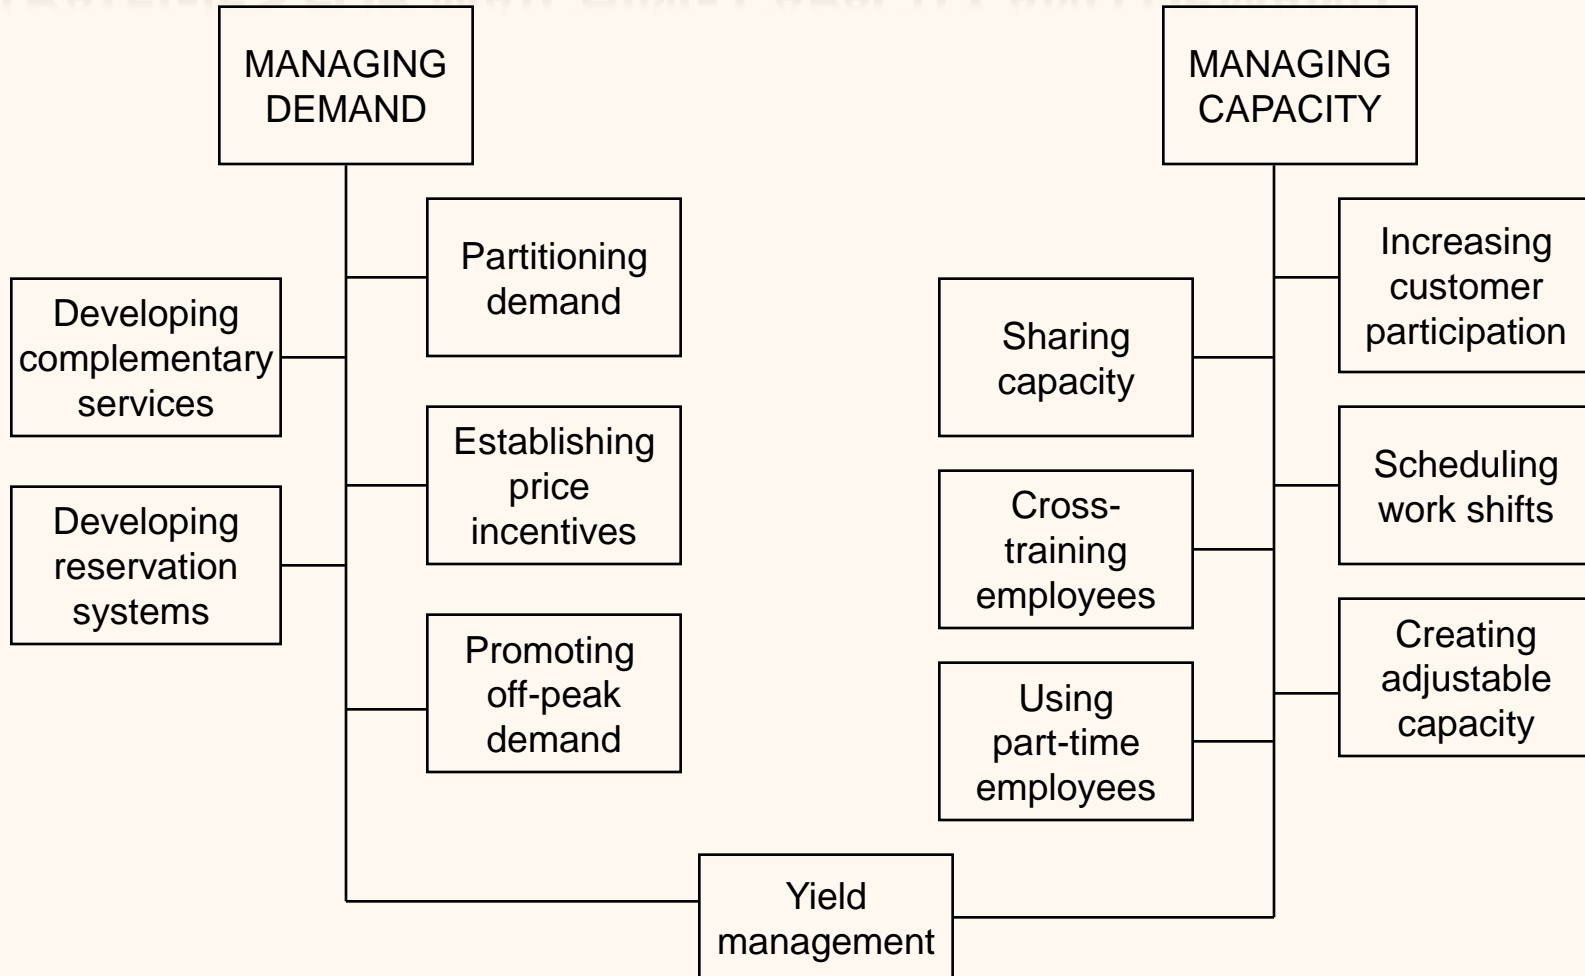 MANAGING
DEMAND
MANAGING
CAPACITY
Partitioning
demand
Developing
complementary
services
Establishing
price
incentives
Developing
reservation
systems
Promoting
off-peak
demand
Increasing
customer
participation
Sharing
capacity
Scheduling
work shifts
Cross-
training
employees
Creating
adjustable
capacity
Using
part-time
employees
Yield
management